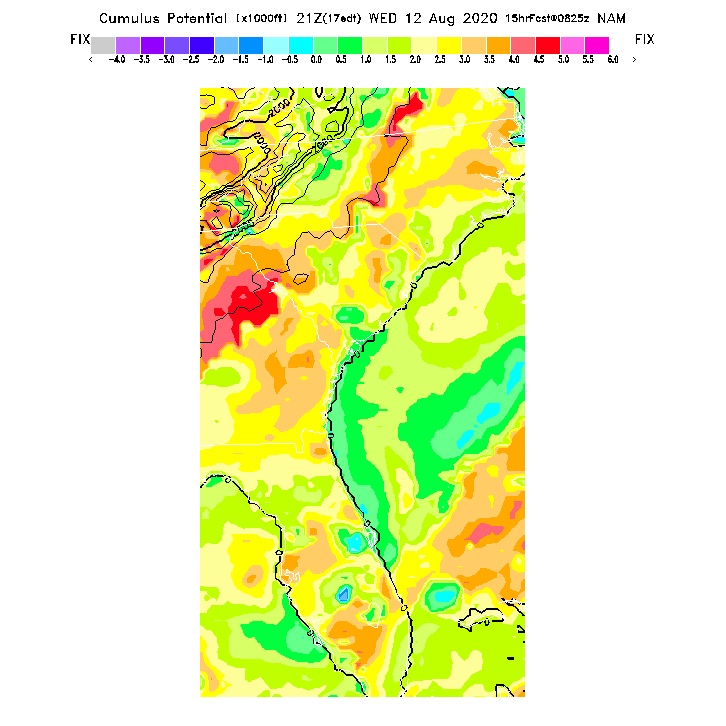 Cumulus Potential [x1000ft] 21Z(17edt) WED 12 Aug 2020 15hrFcst@0825z NAM
FIX FIX
< -4.0 -3.5 -3.0 -2.5 -2.0 -1.5 -1.0 -0.5 0.0 0.5 1.0 1.5 2.0 2.5 3.0 3.5 4.0 4.5 5.0 5.5 6.0 >
2000
2000